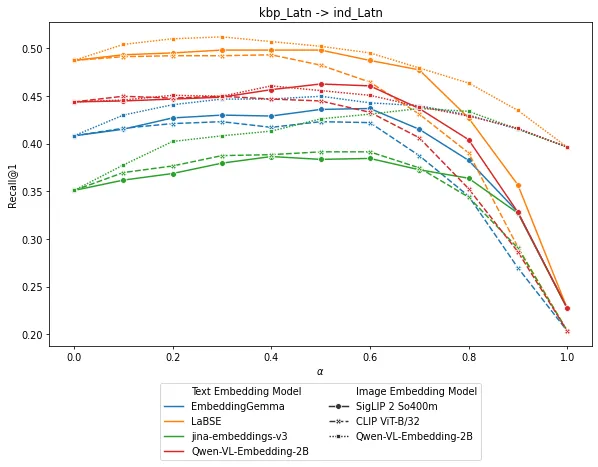 kbp_Latn -> ind_Latn
Recall@1
0.50
0.45
0.40
0.35
0.30
0.25
0.20
0.0
0.2
0.4
0.6
0.8
1.0
α
Text Embedding Model
EmbeddingGemma
LaBSE
jina-embeddings-v3
Qwen-VL-Embedding-2B
Image Embedding Model
SigLIP 2 So400m
CLIP ViT-B/32
Qwen-VL-Embedding-2B